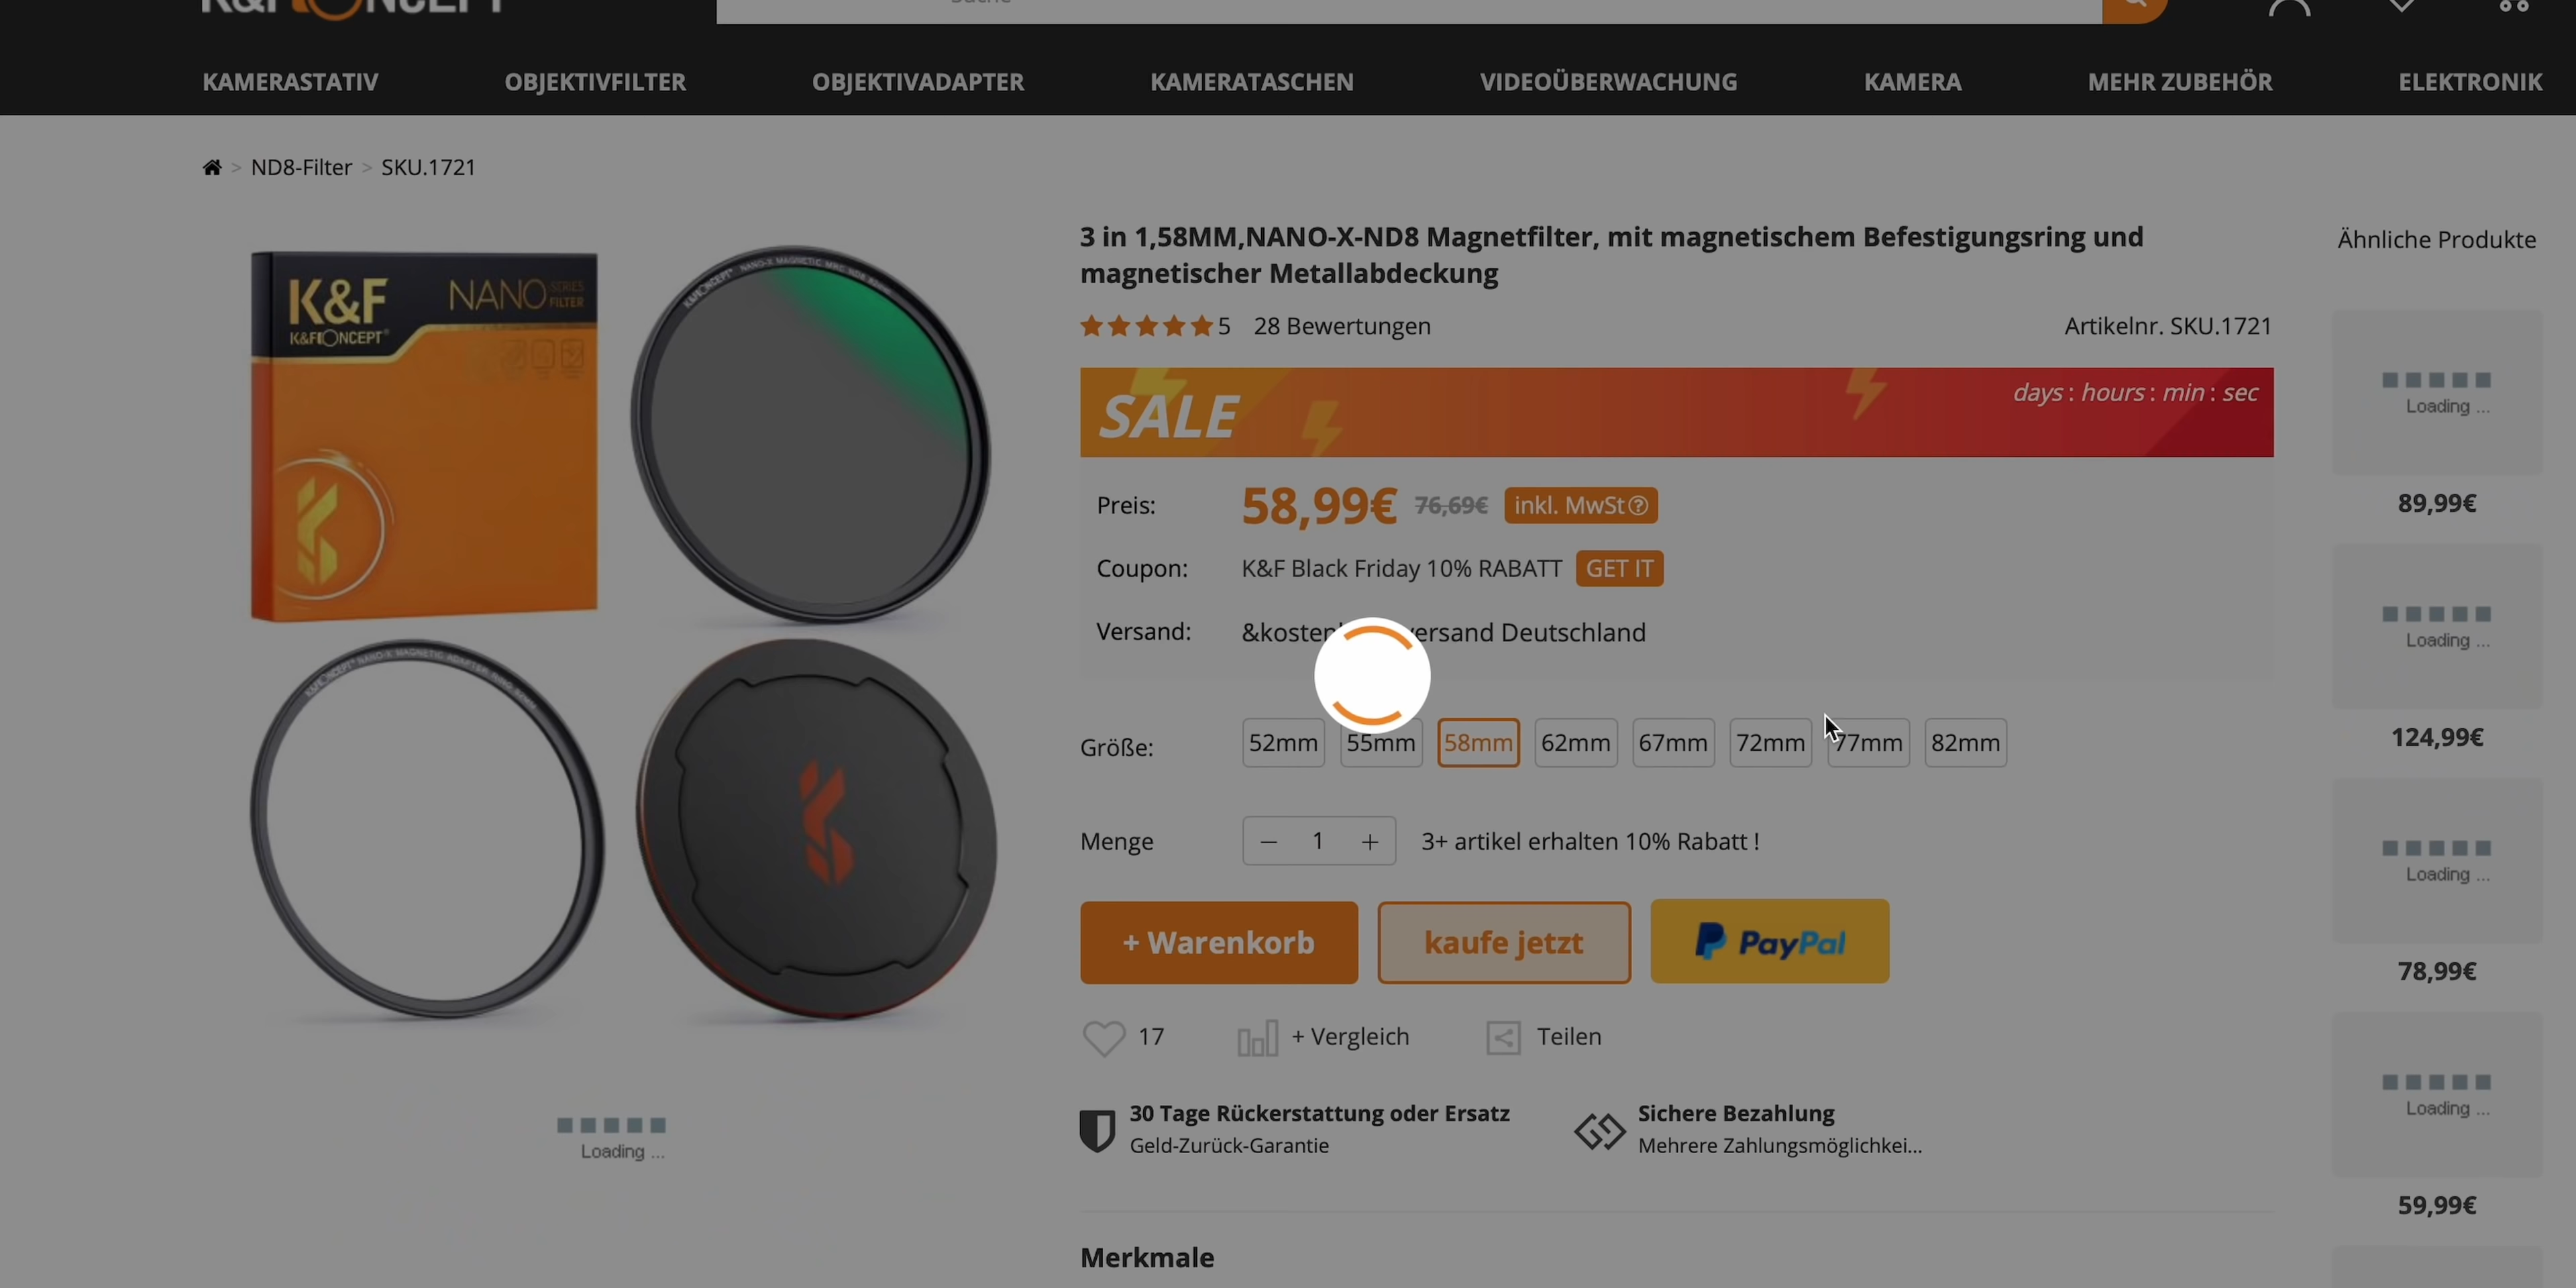 K&F CONCEPT
Suche
KAMERASTATIV
OBJEKTIVFILTER
OBJEKTIVADAPTER
KAMERATASCHEN
VIDEOÜBERWACHUNG
KAMERA
MEHR ZUBEHÖR
ELEKTRONIK
> ND8-Filter > SKU.1721
K&F
K&F CONCEPT
NANO SERIES FILTER
3 in 1,58MM,NANO-X-ND8 Magnetfilter, mit magnetischem Befestigungsring und
magnetischer Metallabdeckung
5 28 Bewertungen
Artikelnr. SKU.1721
SALE
days : hours : min : sec
Preis: 58,99€ 76,69€ inkl. MwSt
Coupon: K&F Black Friday 10% RABATT GET IT
Versand: Deutschland
Größe: 52mm 55mm 58mm 62mm 67mm 72mm 77mm 82mm
Menge − 1 + 3+ artikel erhalten 10% Rabatt !
+ Warenkorb
kaufe jetzt
PayPal
17
+ Vergleich
Teilen
30 Tage Rückerstattung oder Ersatz
Geld-Zurück-Garantie
Sichere Bezahlung
Mehrere Zahlungsmöglichkei...
Loading ...
Merkmale
Ähnliche Produkte
Loading ...
89,99€
Loading ...
124,99€
Loading ...
78,99€
Loading ...
59,99€